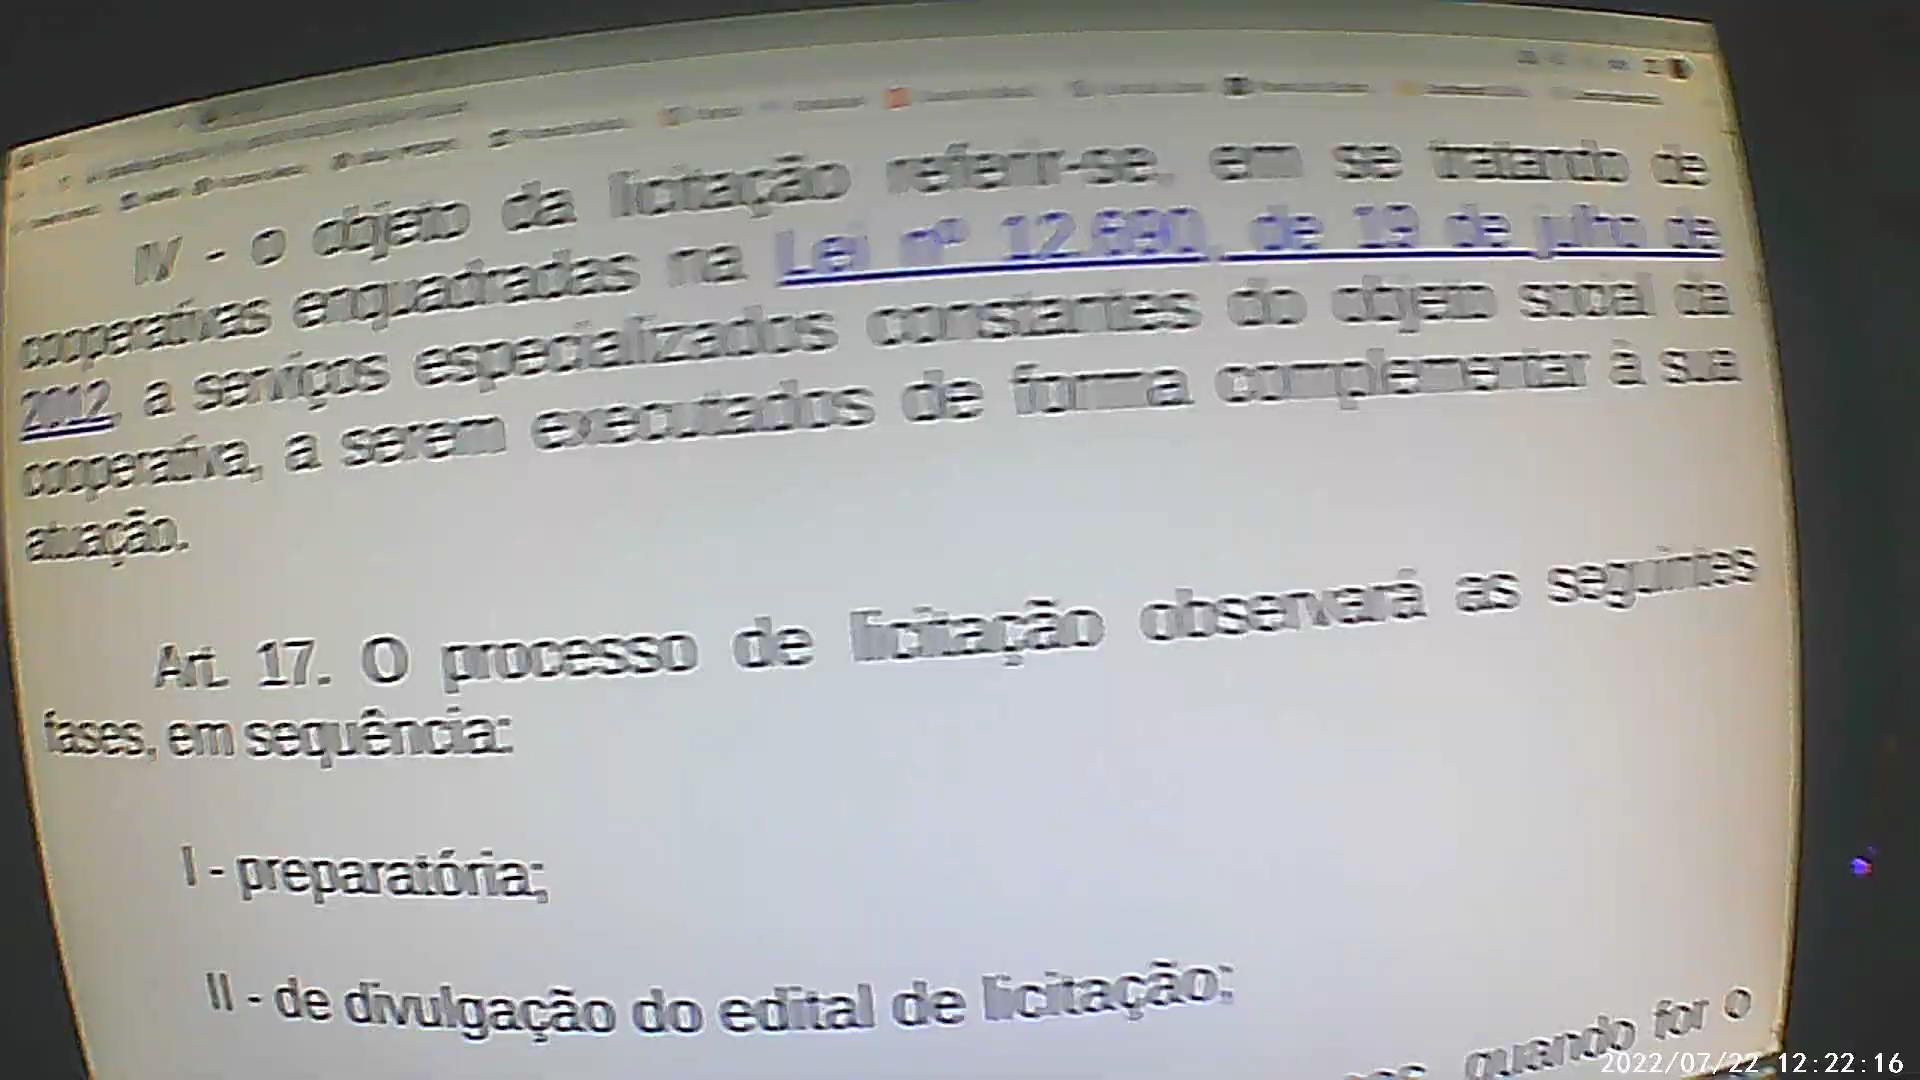 IV - o objeto da licitação referir-se, em se tratando de
cooperativas enquadradas na Lei nº 12.690, de 19 de julho de
2012, a serviços especializados constantes do objeto social da
cooperativa, a serem executados de forma complementar à sua
atuação.
Art. 17. O processo de licitação observará as seguintes
fases, em sequência:
I - preparatória;
II - de divulgação do edital de licitação;
quando for o
2022/07/22 12:22:16